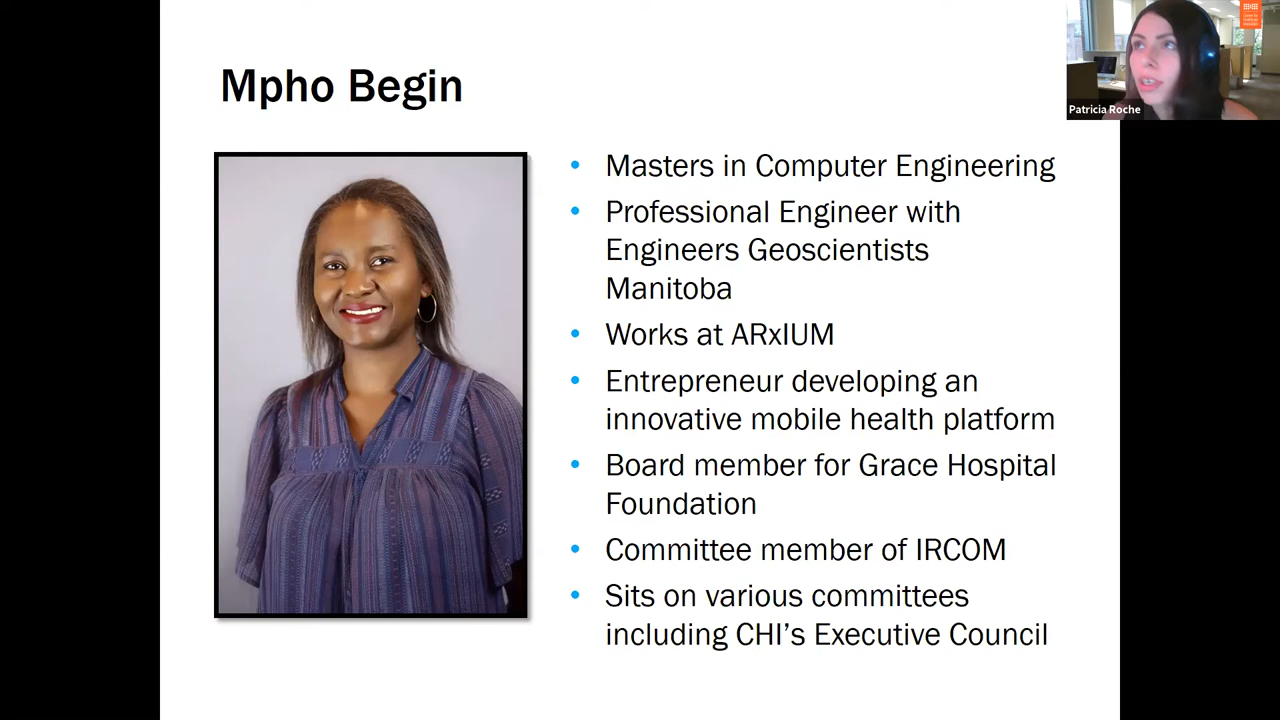 Mpho Begin
Patricia Roche
• Masters in Computer Engineering
• Professional Engineer with
Engineers Geoscientists
Manitoba
• Works at ARxIUM
• Entrepreneur developing an
innovative mobile health platform
• Board member for Grace Hospital
Foundation
• Committee member of IRCOM
• Sits on various committees
including CHI’s Executive Council